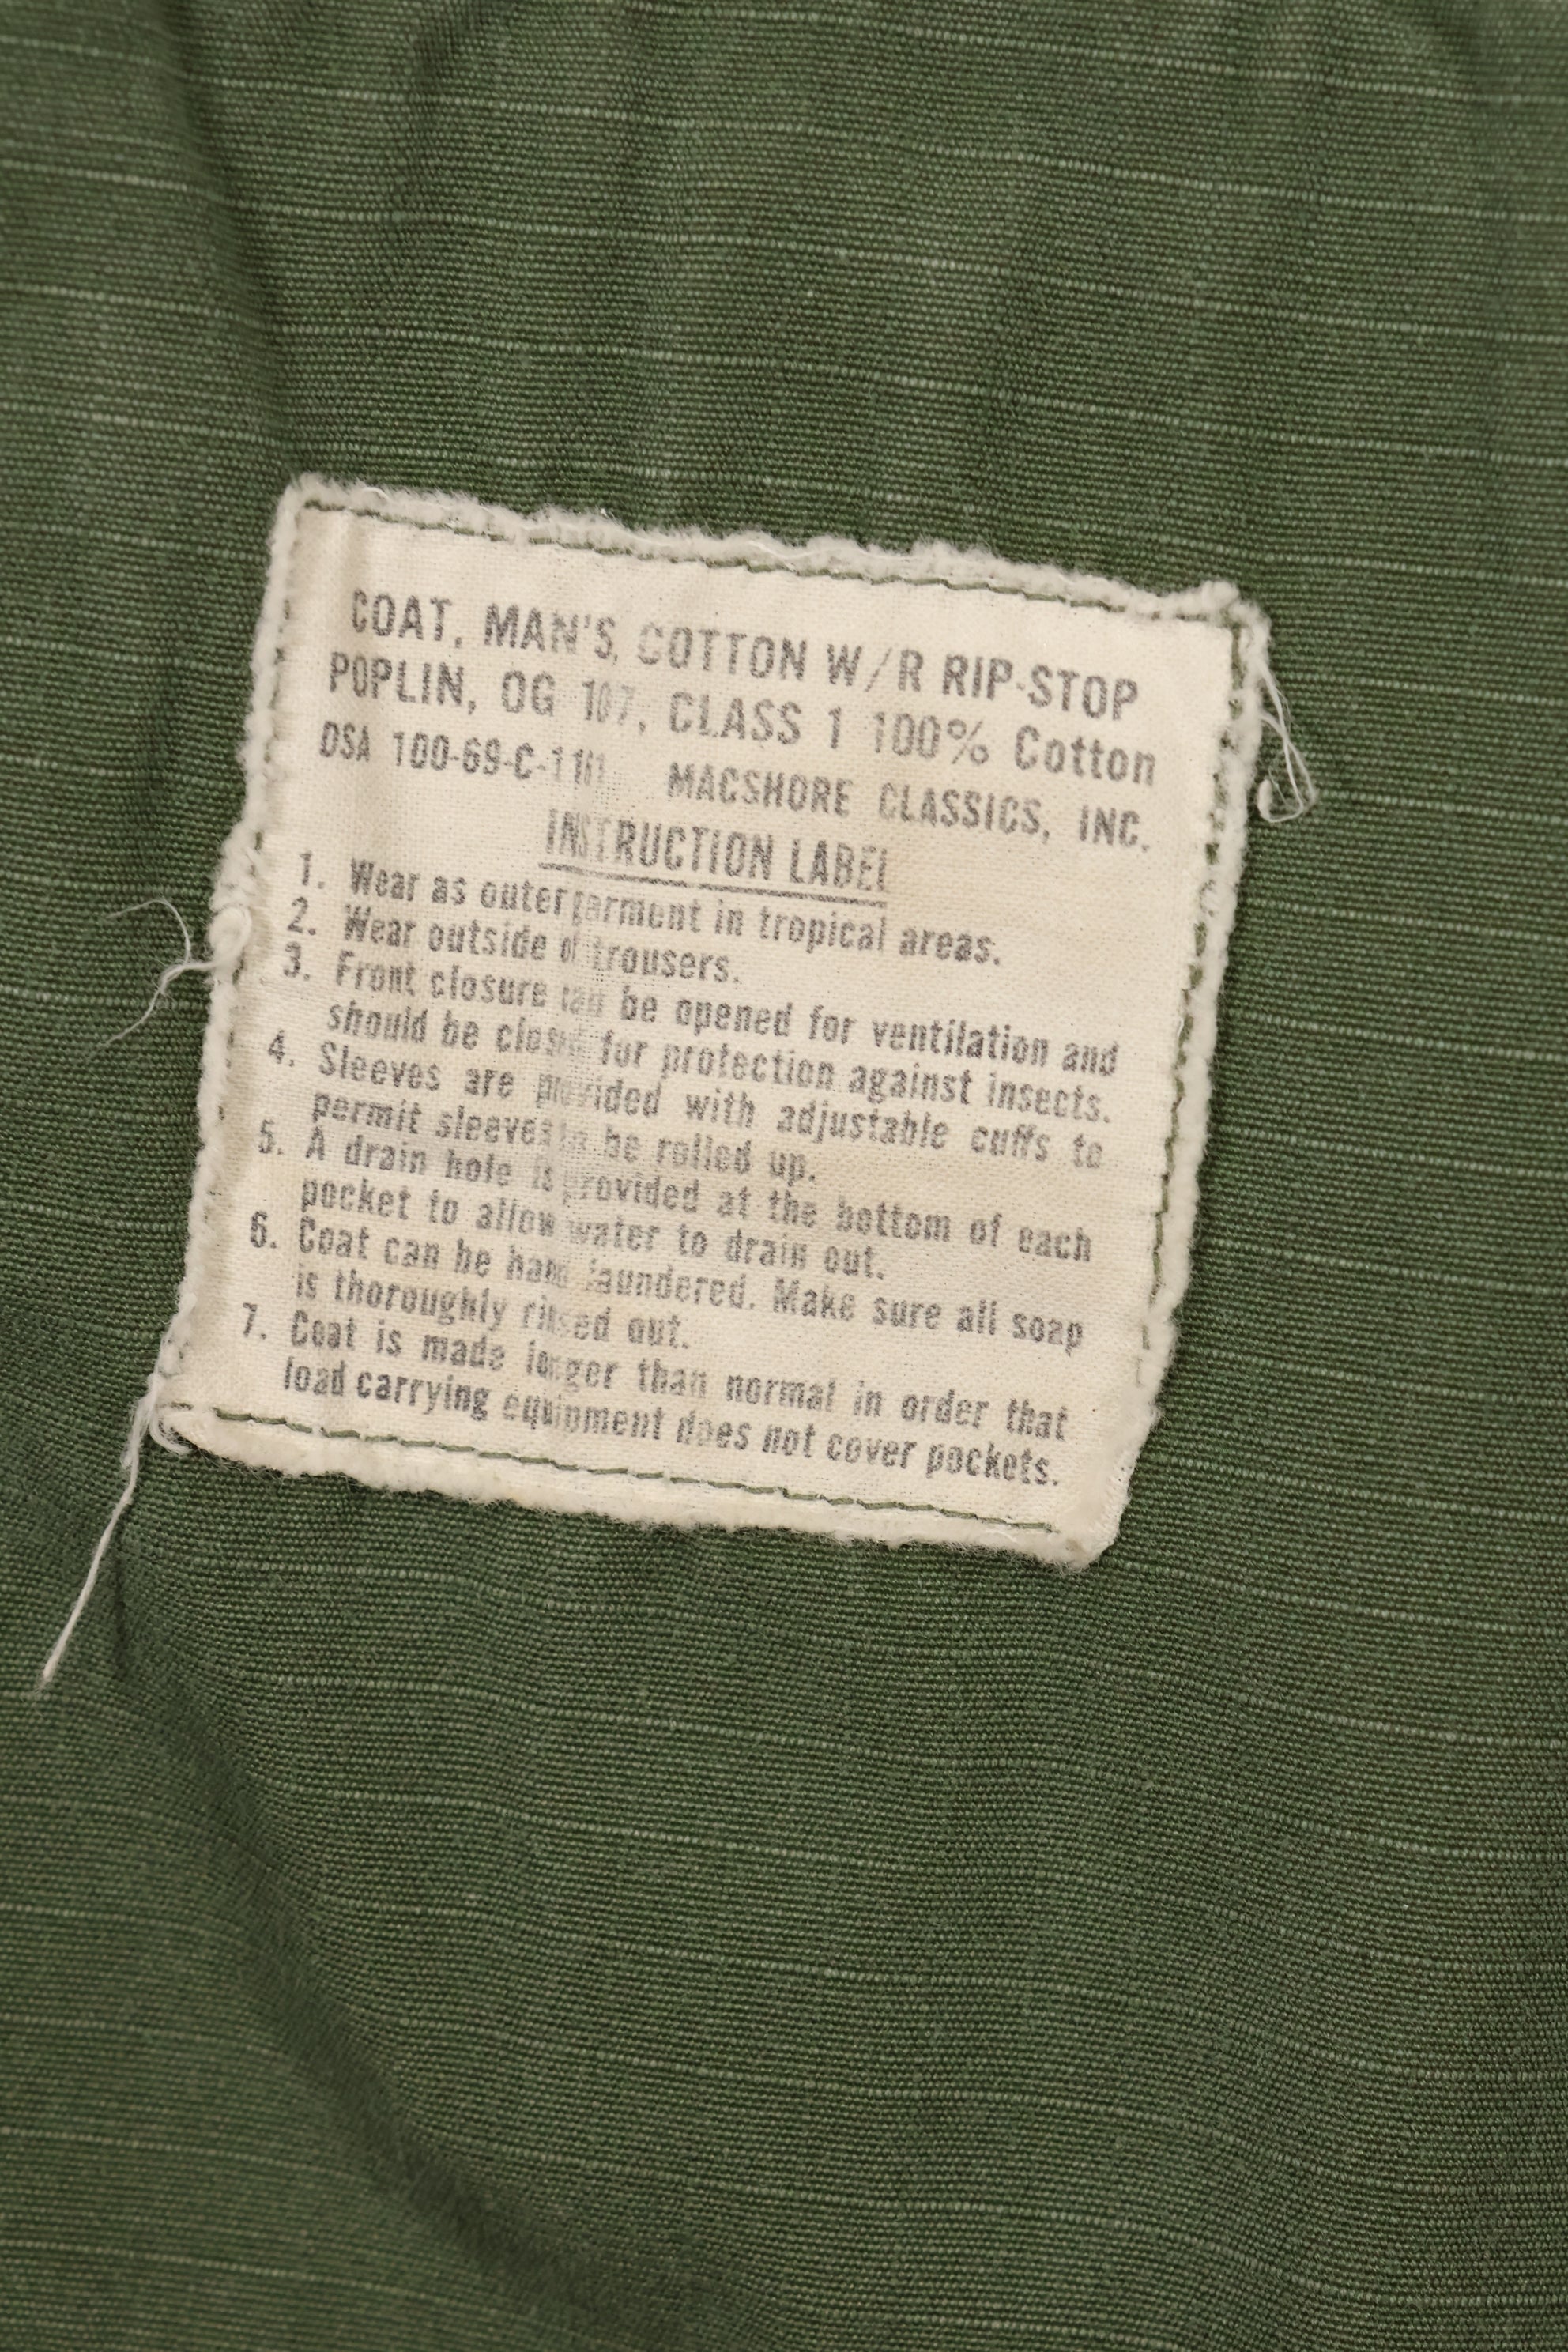 COAT, MAN'S, COTTON W/R RIP-STOP
POPLIN, OG 107, CLASS 1 100% Cotton
DSA MACSHORE CLASSICS, INC.
INSTRUCTION LABEL
1. Wear as outer garment in tropical areas.
2. Wear outside of trousers.
3. Front closure can be opened for ventilation and
should be closed for protection against insects.
4. Sleeves are provided with adjustable cuffs to
permit sleeves to be rolled up.
5. A drain hole is provided at the bottom of each
pocket to allow water to drain out.
6. Coat can be hand laundered. Make sure all soap
is thoroughly rinsed out.
7. Coat is made longer than normal in order that
load carrying equipment does not cover pockets.